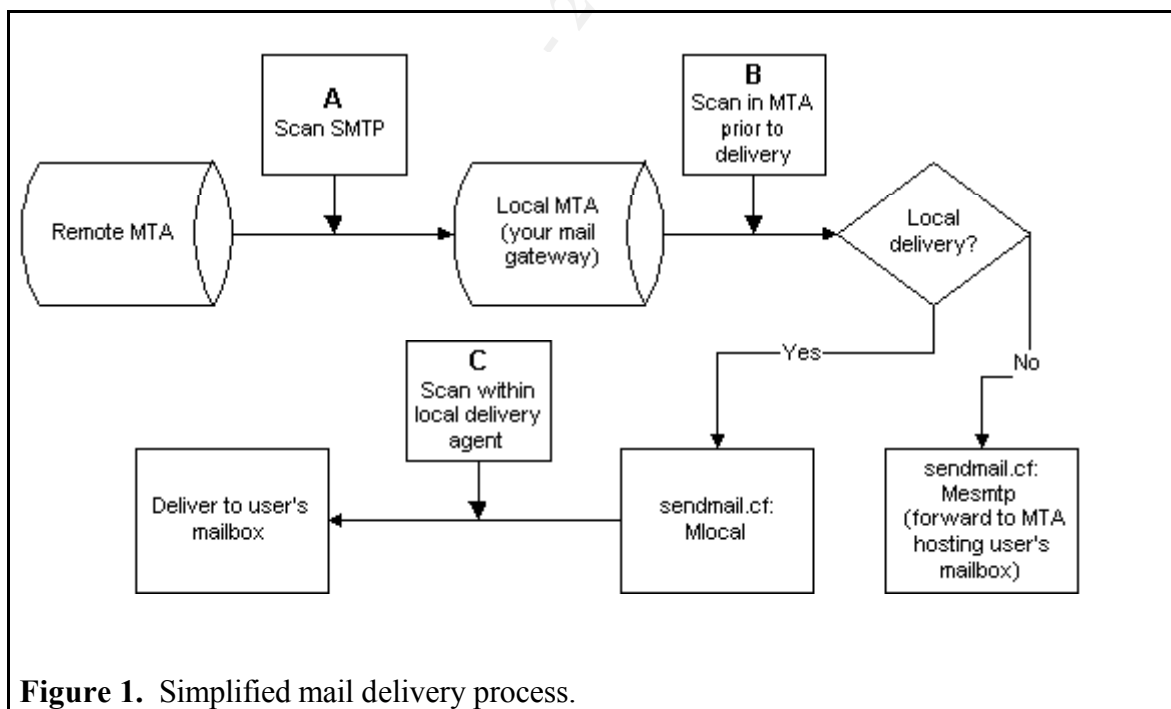 - 2
A
Scan SMTP
B
Scan in MTA
prior to
delivery
Remote MTA
Local MTA
(your mail
gateway)
Local
delivery?
Yes
No
C
Scan within
local delivery
agent
Deliver to user's
mailbox
sendmail.cf:
Mlocal
sendmail.cf:
Mesmtp
(forward to MTA
hosting user's
mailbox)
Figure 1. Simplified mail delivery process.